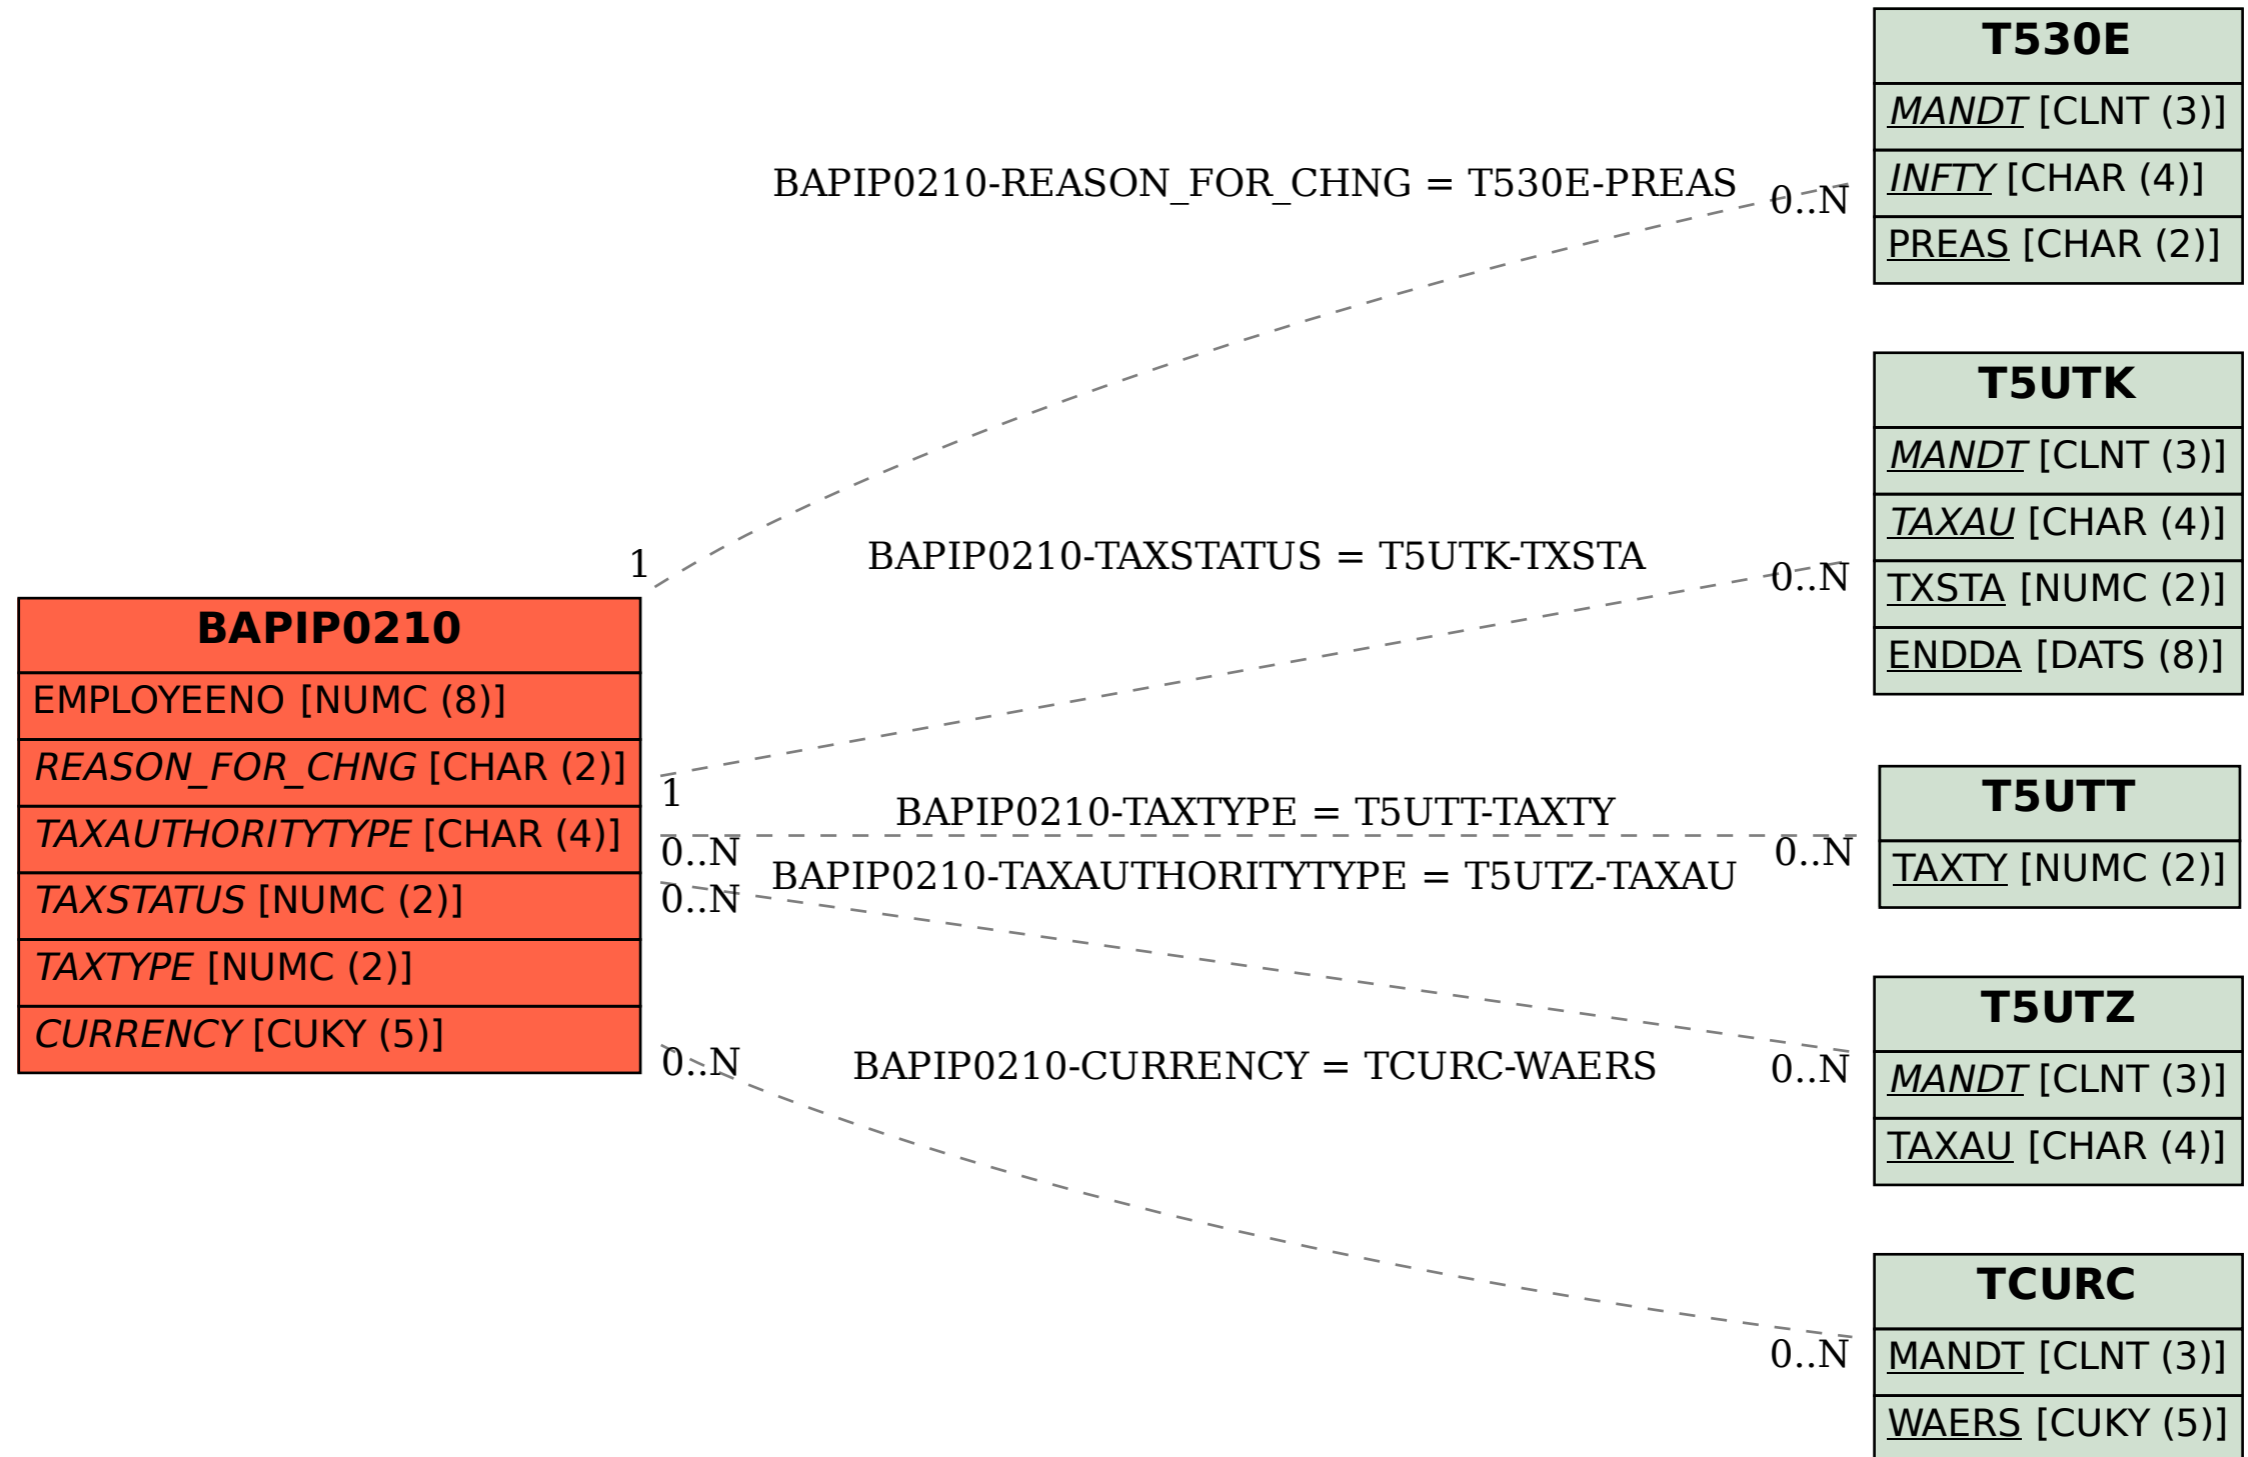 T530E
MANDT [CLNT (3)]
INFTY [CHAR (4)]
PREAS [CHAR (2)]
BAPIP0210-REASON_FOR_CHNG = T530E-PREAS
0..N
1
T5UTK
MANDT [CLNT (3)]
TAXAU [CHAR (4)]
TXSTA [NUMC (2)]
ENDDA [DATS (8)]
BAPIP0210-TAXSTATUS = T5UTK-TXSTA
0..N
1
BAPIP0210
EMPLOYEENO [NUMC (8)]
REASON_FOR_CHNG [CHAR (2)]
TAXAUTHORITYTYPE [CHAR (4)]
TAXSTATUS [NUMC (2)]
TAXTYPE [NUMC (2)]
CURRENCY [CUKY (5)]
BAPIP0210-TAXTYPE = T5UTT-TAXTY
0..N
0..N
T5UTT
TAXTY [NUMC (2)]
BAPIP0210-TAXAUTHORITYTYPE = T5UTZ-TAXAU
0..N
0..N
T5UTZ
MANDT [CLNT (3)]
TAXAU [CHAR (4)]
BAPIP0210-CURRENCY = TCURC-WAERS
0..N
0..N
TCURC
MANDT [CLNT (3)]
WAERS [CUKY (5)]